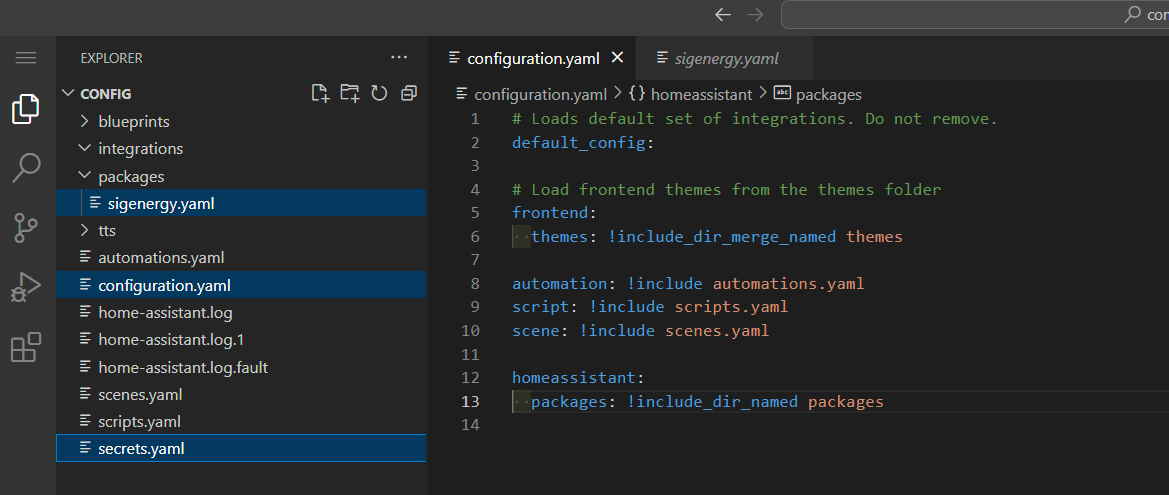 con
EXPLORER
CONFIG
blueprints
integrations
packages
sigenergy.yaml
tts
automations.yaml
configuration.yaml
home-assistant.log
home-assistant.log.1
home-assistant.log.fault
scenes.yaml
scripts.yaml
secrets.yaml
configuration.yaml sigenergy.yaml
configuration.yaml > {} homeassistant > abc packages
1 # Loads default set of integrations. Do not remove.
2 default_config:
3
4 # Load frontend themes from the themes folder
5 frontend:
6   themes: !include_dir_merge_named themes
7
8 automation: !include automations.yaml
9 script: !include scripts.yaml
10 scene: !include scenes.yaml
11
12 homeassistant:
13   packages: !include_dir_named packages
14